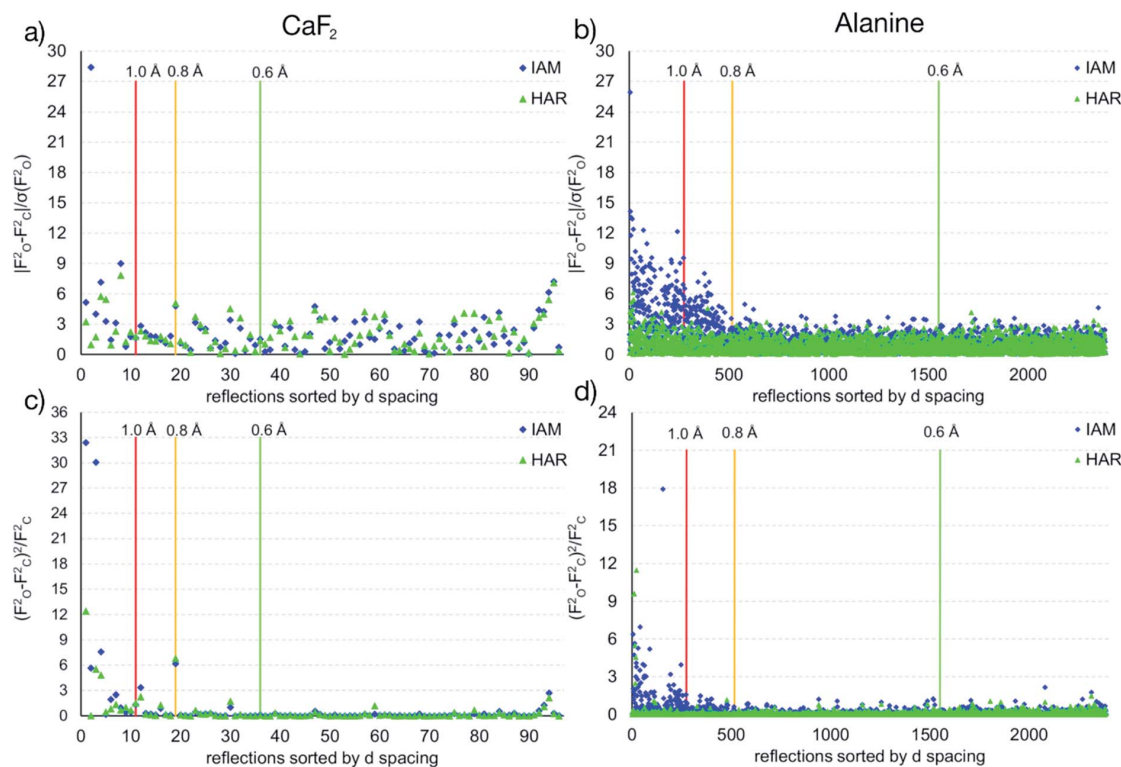 CaF2
Alanine
a)
b)
30
27
24
21
18
15
12
9
6
3
0
|F²O-F²C|/σ(F²O)
1.0 Å
0.8 Å
0.6 Å
IAM
HAR
0 10 20 30 40 50 60 70 80 90
reflections sorted by d spacing
30
27
24
21
18
15
12
9
6
3
0
|F²O-F²C|/σ(F²O)
1.0 Å
0.8 Å
0.6 Å
IAM
HAR
0 500 1000 1500 2000
reflections sorted by d spacing
c)
d)
36
33
30
27
24
21
18
15
12
9
6
3
0
(F²O-F²C)²/F²C
1.0 Å
0.8 Å
0.6 Å
IAM
HAR
0 10 20 30 40 50 60 70 80 90
reflections sorted by d spacing
24
21
18
15
12
9
6
3
0
(F²O-F²C)²/F²C
1.0 Å
0.8 Å
0.6 Å
IAM
HAR
0 500 1000 1500 2000
reflections sorted by d spacing